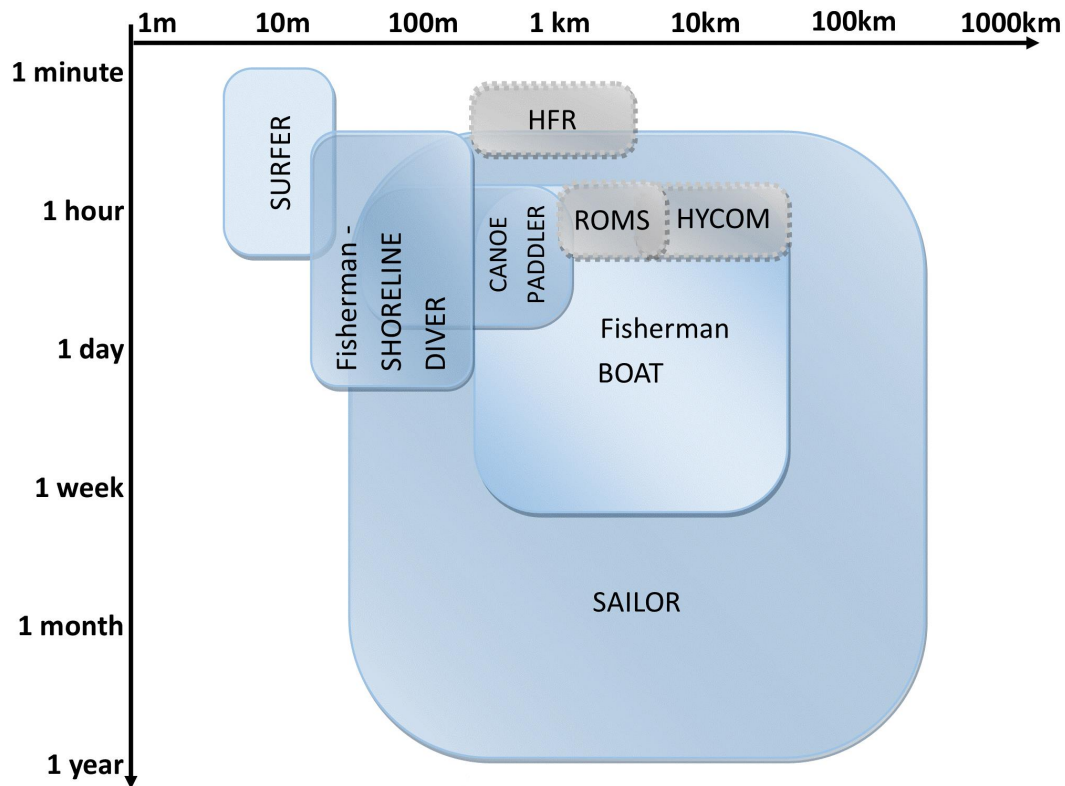 1m 10m 100m 1 km 10km 100km 1000km
1 minute
1 hour
1 day
1 week
1 month
1 year
SURFER
HFR
Fisherman -
SHORELINE
DIVER
CANOE
PADDLER
ROMS
HYCOM
Fisherman
BOAT
SAILOR